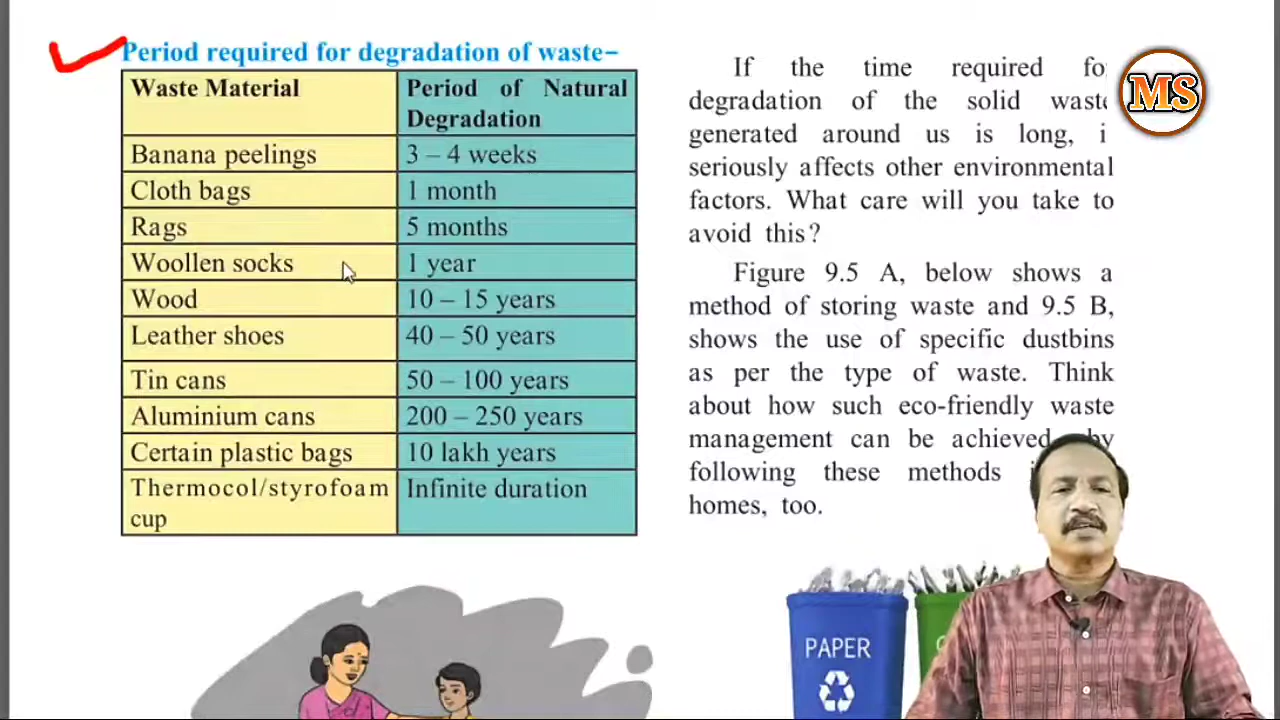 Period required for degradation of waste–
Waste Material
Period of Natural
Degradation
Banana peelings
3 – 4 weeks
Cloth bags
1 month
Rags
5 months
Woollen socks
1 year
Wood
10 – 15 years
Leather shoes
40 – 50 years
Tin cans
50 – 100 years
Aluminium cans
200 – 250 years
Certain plastic bags
10 lakh years
Thermocol/styrofoam
cup
Infinite duration
If the time required
degradation of the solid
generated around us is long,
seriously affects other environmental
factors. What care will you take to
avoid this?
Figure 9.5 A, below shows a
method of storing waste and 9.5 B,
shows the use of specific dustbins
as per the type of waste. Think
about how such eco-friendly waste
management can be achieved
following these methods
homes, too.
MS
PAPER